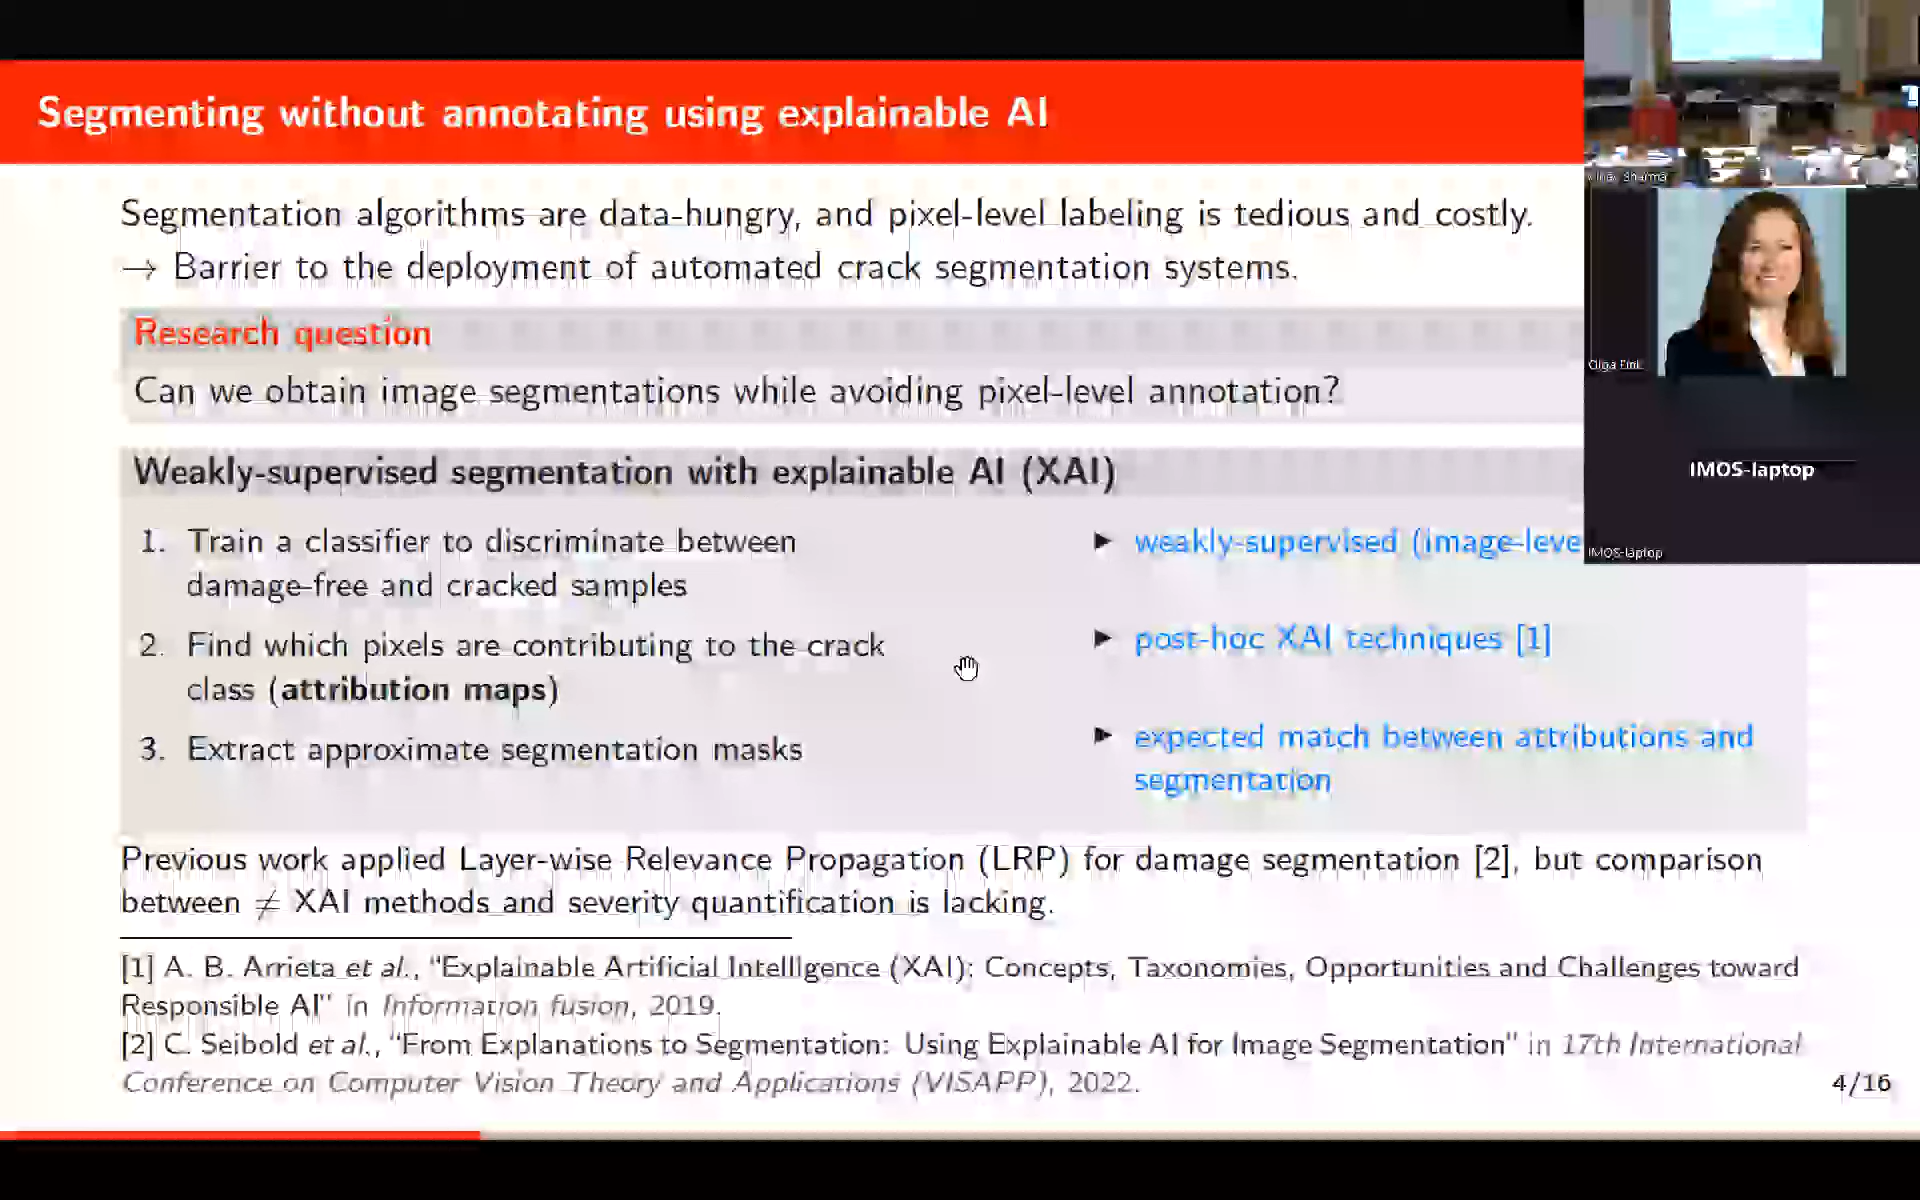 Segmenting without annotating using explainable AI
Segmentation algorithms are data-hungry, and pixel-level labeling is tedious and costly.
→ Barrier to the deployment of automated crack segmentation systems.
Research question
Can we obtain image segmentations while avoiding pixel-level annotation?
Weakly-supervised segmentation with explainable AI (XAI)
1. Train a classifier to discriminate between
damage-free and cracked samples
2. Find which pixels are contributing to the crack
class (attribution maps)
3. Extract approximate segmentation masks
► weakly-supervised (image-leve
► post-hoc XAI techniques [1]
► expected match between attributions and
segmentation
Previous work applied Layer-wise Relevance Propagation (LRP) for damage segmentation [2], but comparison
between ≠ XAI methods and severity quantification is lacking.
[1] A. B. Arrieta et al., "Explainable Artificial Intelligence (XAI): Concepts, Taxonomies, Opportunities and Challenges toward
Responsible AI" in Information fusion, 2019.
[2] C. Seibold et al., "From Explanations to Segmentation: Using Explainable AI for Image Segmentation" in 17th International
Conference on Computer Vision Theory and Applications (VISAPP), 2022.
4/16
Sharma
Olga Fink
IMOS-laptop
IMOS-laptop